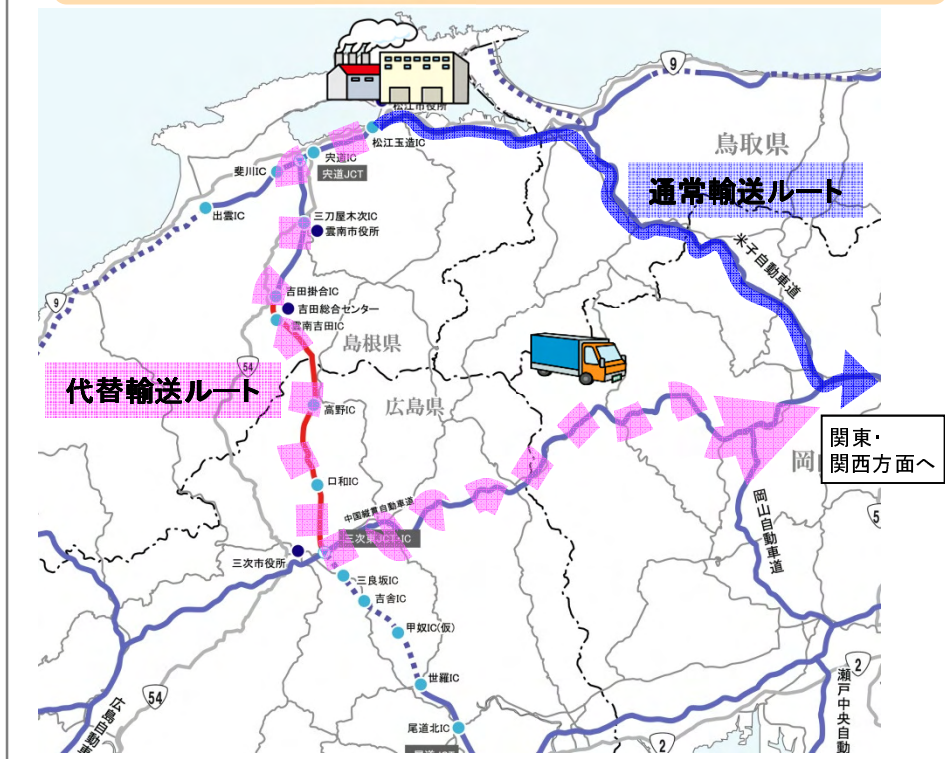 9
松江市役所
松江玉造IC
鳥取県
宍道IC
宍道JCT
斐川IC
通常輸送ルート
出雲IC
三刀屋木次IC
雲南市役所
米子自動車道
吉田掛合IC
9
吉田総合センター
雲南吉田IC
島根県
54
代替輸送ルート
高野IC
広島県
関東・
関西方面へ
岡
口和IC
中国縦貫自動車道
岡山自動車道
5
三次東JCT・IC
三次市役所
三良坂IC
吉舎IC
甲奴IC(仮)
2
世羅IC
54
瀬戸中央自動
広島自動車
尾道北IC
2